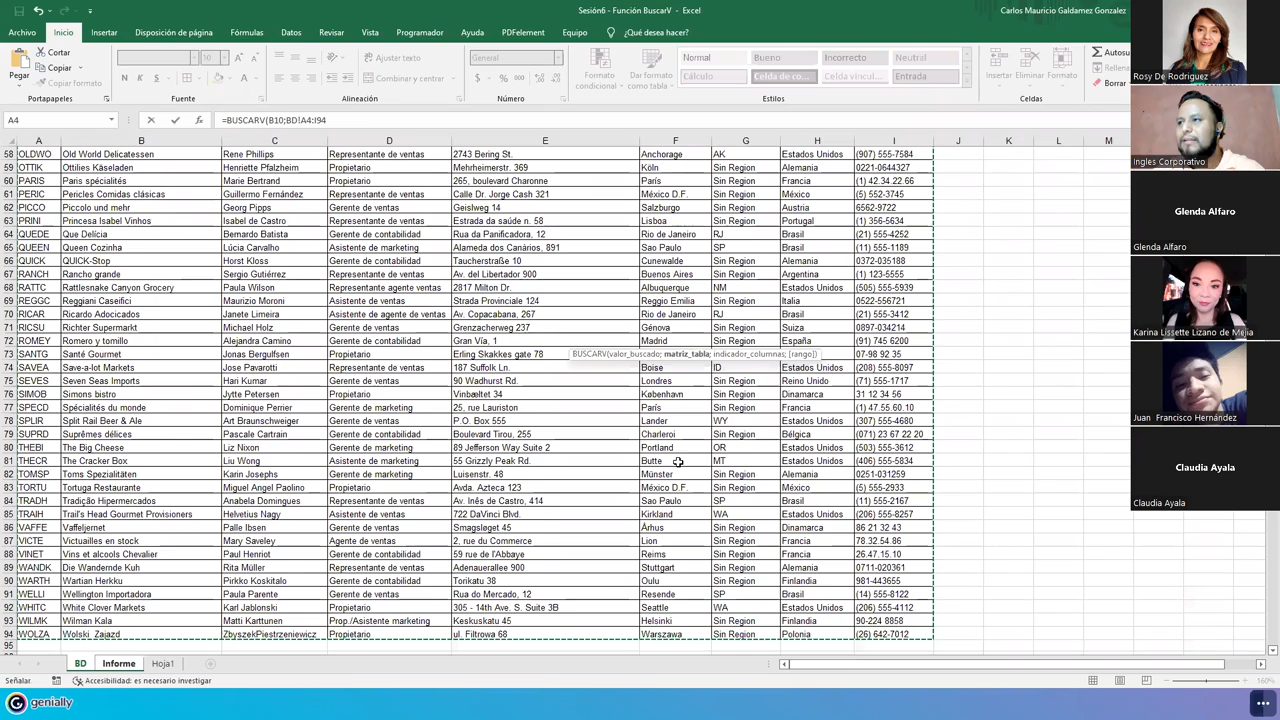 Sesión6 - Función BuscarV - Excel
Carlos Mauricio Galdamez Gonzalez
Archivo Inicio Insertar Disposición de página Fórmulas Datos Revisar Vista Programador Ayuda PDFelement Equipo ¿Qué desea hacer?
Pegar
Cortar
Copiar
Copiar formato
Portapapeles
10
N K S
Fuente
Ajustar texto
Combinar y centrar
Alineación
General
Número
Formato condicional
Dar formato como tabla
Normal Bueno Incorrecto Neutral
Cálculo Celda de co... Celda vincul... Entrada
Estilos
Insertar Eliminar Formato
Celdas
Autosu
Rellena
Borrar
A4
=BUSCARV(B10;BD!A4:I94
A B C D E F G H I J K L M
58 OLDWO Old World Delicatessen Rene Phillips Representante de ventas 2743 Bering St. Anchorage AK Estados Unidos (907) 555-7584
59 OTTIK Ottilies Käseladen Henriette Pfalzheim Propietario Mehrheimerstr. 369 Köln Sin Region Alemania 0221-0644327
60 PARIS Paris spécialités Marie Bertrand Propietario 265, boulevard Charonne París Sin Region Francia (1) 42.34.22.66
61 PERIC Pericles Comidas clásicas Guillermo Fernández Representante de ventas Calle Dr. Jorge Cash 321 México D.F. Sin Region México (5) 552-3745
62 PICCO Piccolo und mehr Georg Pipps Gerente de ventas Geislweg 14 Salzburgo Sin Region Austria 6562-9722
63 PRINI Princesa Isabel Vinhos Isabel de Castro Representante de ventas Estrada da saúde n. 58 Lisboa Sin Region Portugal (1) 356-5634
64 QUEDE Que Delícia Bernardo Batista Gerente de contabilidad Rua da Panificadora, 12 Rio de Janeiro RJ Brasil (21) 555-4252
65 QUEEN Queen Cozinha Lúcia Carvalho Asistente de marketing Alameda dos Canários, 891 Sao Paulo SP Brasil (11) 555-1189
66 QUICK QUICK-Stop Horst Kloss Gerente de contabilidad Taucherstraße 10 Cunewalde Sin Region Alemania 0372-035188
67 RANCH Rancho grande Sergio Gutiérrez Representante de ventas Av. del Libertador 900 Buenos Aires Sin Region Argentina (1) 123-5555
68 RATTC Rattlesnake Canyon Grocery Paula Wilson Representante agente ventas 2817 Milton Dr. Albuquerque NM Estados Unidos (505) 555-5939
69 REGGC Reggiani Caseifici Maurizio Moroni Asistente de ventas Strada Provinciale 124 Reggio Emilia Sin Region Italia 0522-556721
70 RICAR Ricardo Adocicados Janete Limeira Asistente de agente de ventas Av. Copacabana, 267 Rio de Janeiro RJ Brasil (21) 555-3412
71 RICSU Richter Supermarkt Michael Holz Gerente de ventas Grenzacherweg 237 Génova Sin Region Suiza 0897-034214
72 ROMEY Romero y tomillo Alejandra Camino Gerente de contabilidad Gran Vía, 1 Madrid Sin Region España (91) 745 6200
73 SANTG Santé Gourmet Jonas Bergulfsen Propietario Erling Skakkes gate 78 07-98 92 35
BUSCARV(valor_buscado; matriz_tabla; indicador_columnas; [rango])
74 SAVEA Save-a-lot Markets Jose Pavarotti Representante de ventas 187 Suffolk Ln. Boise ID Estados Unidos (208) 555-8097
75 SEVES Seven Seas Imports Hari Kumar Gerente de ventas 90 Wadhurst Rd. Londres Sin Region Reino Unido (71) 555-1717
76 SIMOB Simons bistro Jytte Petersen Propietario Vinbæltet 34 København Sin Region Dinamarca 31 12 34 56
77 SPECD Spécialités du monde Dominique Perrier Gerente de marketing 25, rue Lauriston París Sin Region Francia (1) 47.55.60.10
78 SPLIR Split Rail Beer & Ale Art Braunschweiger Gerente de ventas P.O. Box 555 Lander WY Estados Unidos (307) 555-4680
79 SUPRD Suprêmes délices Pascale Cartrain Gerente de contabilidad Boulevard Tirou, 255 Charleroi Sin Region Bélgica (071) 23 67 22 20
80 THEBI The Big Cheese Liz Nixon Gerente de marketing 89 Jefferson Way Suite 2 Portland OR Estados Unidos (503) 555-3612
81 THECR The Cracker Box Liu Wong Asistente de marketing 55 Grizzly Peak Rd. Butte MT Estados Unidos (406) 555-5834
82 TOMSP Toms Spezialitäten Karin Josephs Gerente de marketing Luisenstr. 48 Münster Sin Region Alemania 0251-031259
83 TORTU Tortuga Restaurante Miguel Angel Paolino Propietario Avda. Azteca 123 México D.F. Sin Region México (5) 555-2933
84 TRADH Tradição Hipermercados Anabela Domingues Representante de ventas Av. Inês de Castro, 414 Sao Paulo SP Brasil (11) 555-2167
85 TRAIH Trail's Head Gourmet Provisioners Helvetius Nagy Asistente de ventas 722 DaVinci Blvd. Kirkland WA Estados Unidos (206) 555-8257
86 VAFFE Vaffeljernet Palle Ibsen Gerente de ventas Smagsløget 45 Århus Sin Region Dinamarca 86 21 32 43
87 VICTE Victuailles en stock Mary Saveley Agente de ventas 2, rue du Commerce Lion Sin Region Francia 78.32.54.86
88 VINET Vins et alcools Chevalier Paul Henriot Gerente de contabilidad 59 rue de l'Abbaye Reims Sin Region Francia 26.47.15.10
89 WANDK Die Wandernde Kuh Rita Müller Representante de ventas Adenauerallee 900 Stuttgart Sin Region Alemania 0711-020361
90 WARTH Wartian Herkku Pirkko Koskitalo Gerente de contabilidad Torikatu 38 Oulu Sin Region Finlandia 981-443655
91 WELLI Wellington Importadora Paula Parente Gerente de ventas Rua do Mercado, 12 Resende SP Brasil (14) 555-8122
92 WHITC White Clover Markets Karl Jablonski Propietario 305 - 14th Ave. S. Suite 3B Seattle WA Estados Unidos (206) 555-4112
93 WILMK Wilman Kala Matti Karttunen Prop./Asistente marketing Keskuskatu 45 Helsinki Sin Region Finlandia 90-224 8858
94 WOLZA Wolski Zajazd ZbyszekPiestrzeniewicz Propietario ul. Filtrowa 68 Warszawa Sin Region Polonia (26) 642-7012
95
BD Informe Hoja1
Señalar Accesibilidad: es necesario investigar
160%
genially
Rosy De Rodriguez
Ingles Corporativo
Glenda Alfaro
Glenda Alfaro
Karina Lissette Lizano de Mejia
Juan Francisco Hernández
Claudia Ayala
Claudia Ayala